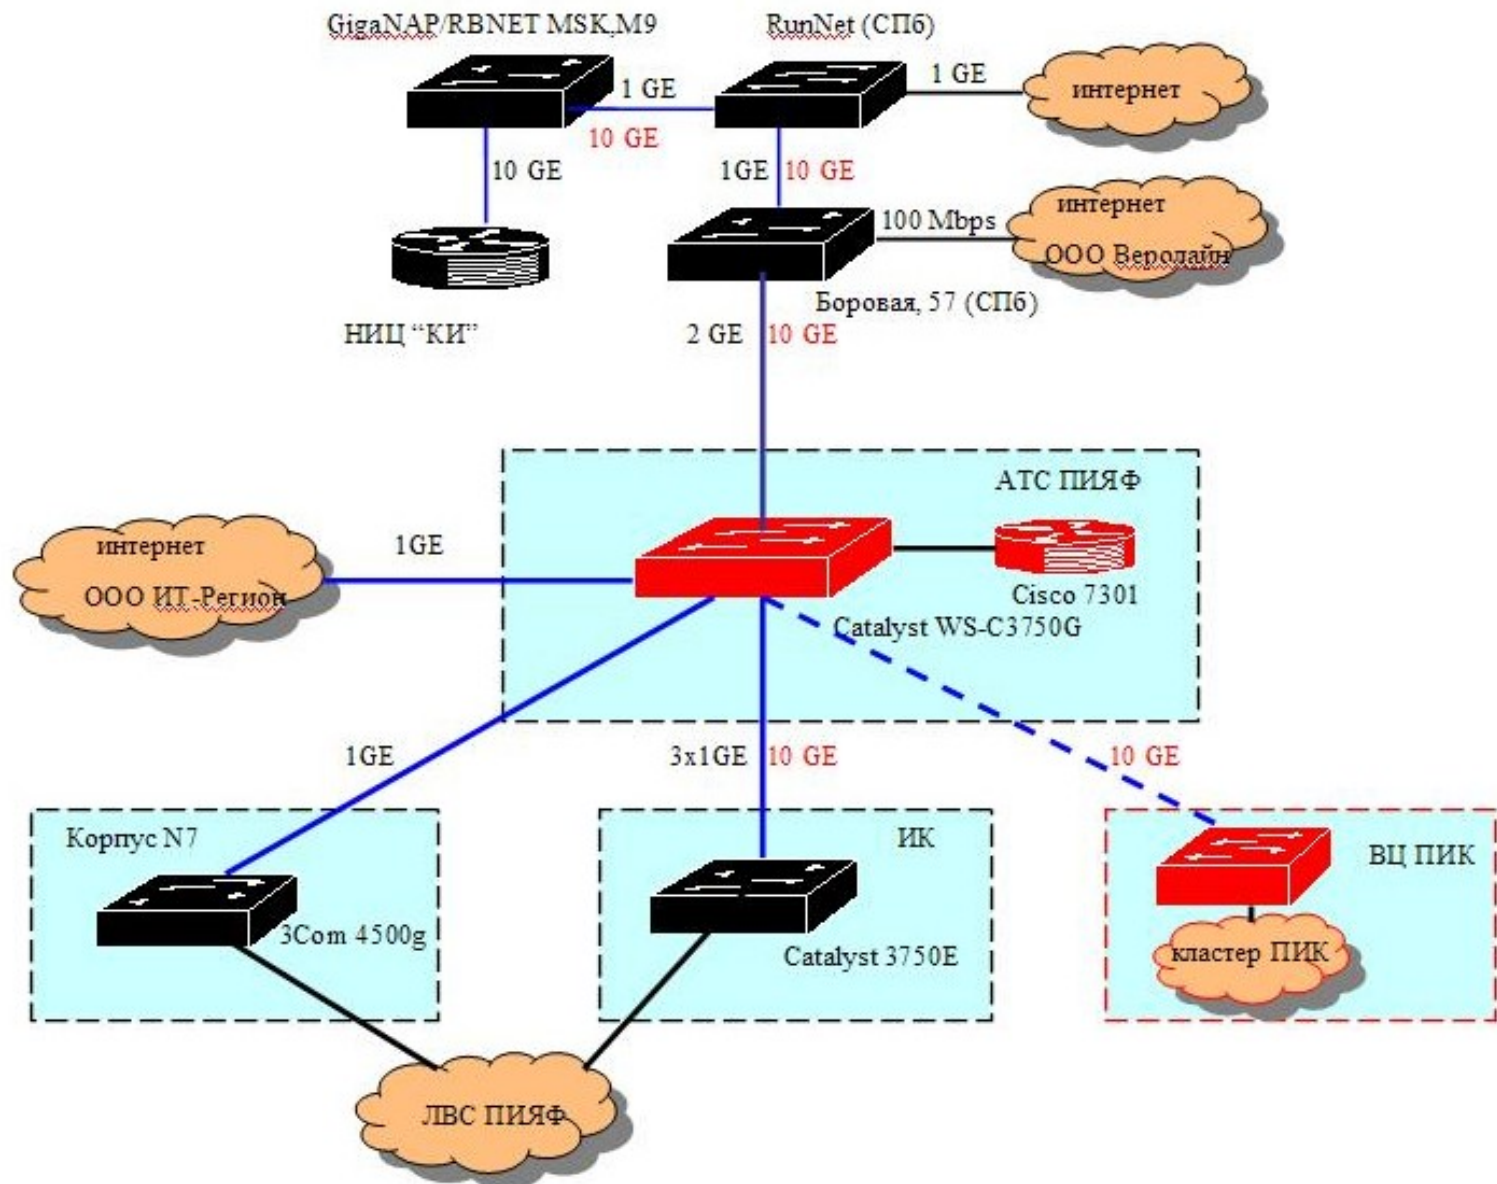 GigaNAP/RBNET MSK,M9
RunNet (СПб)
1 GE
1 GE
интернет
10 GE
10 GE
1GE
10 GE
100 Mbps
интернет
ООО Веролайн
Боровая, 57 (СПб)
НИЦ “КИ”
2 GE
10 GE
АТС ПИЯФ
интернет
1GE
ООО ИТ-Регион
Cisco 7301
Catalyst WS-C3750G
1GE
3x1GE
10 GE
10 GE
Корпус N7
ИК
ВЦ ПИК
3Com 4500g
Catalyst 3750E
кластер ПИК
ЛВС ПИЯФ